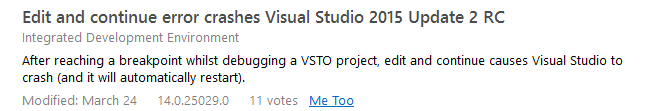 Edit and continue error crashes Visual Studio 2015 Update 2 RC
Integrated Development Environment
After reaching a breakpoint whilst debugging a VSTO project, edit and continue causes Visual Studio to
crash (and it will automatically restart).
Modified: March 24 14.0.25029.0 11 votes Me Too